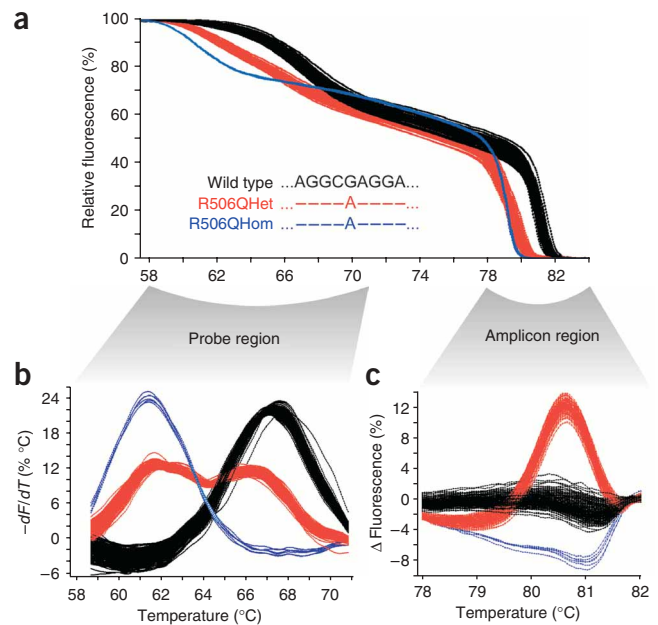 a
Relative fluorescence (%)
100
80
60
40
20
0
Wild type ...AGGCGAGGA...
R506QHet ...————A————...
R506QHom ...————A————...
58 62 66 70 74 78 82
Probe region
Amplicon region
b
–dF/dT (% °C)
24
18
12
6
0
–6
58 60 62 64 66 68 70
Temperature (°C)
c
Δ Fluorescence (%)
12
8
4
0
–4
–8
78 79 80 81 82
Temperature (°C)